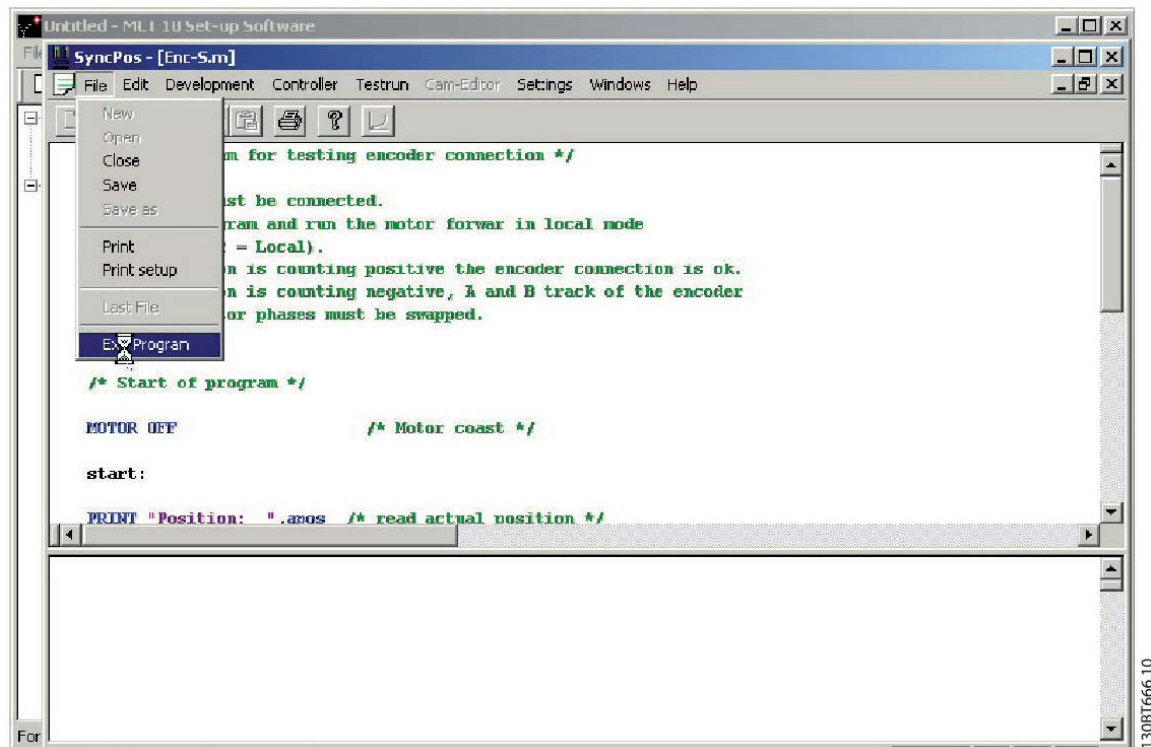 Untitled - MLT 10 Set-up Software
File
SyncPos - [Enc-S.m]
File Edit Development Controller Testrun Cam-Editor Settings Windows Help
New
Open
Close
Save
Save as
Print
Print setup
Last File
Program
for testing encoder connection */
must be connected.
and run the motor forwar in local mode
= Local).
is counting positive the encoder connection is ok.
is counting negative, A and B track of the encoder
or phases must be swapped.
/* Start of program */
MOTOR OFF /* Motor coast */
start:
PRINT "Position: ",apos /* read actual position */
For
130BT666.10